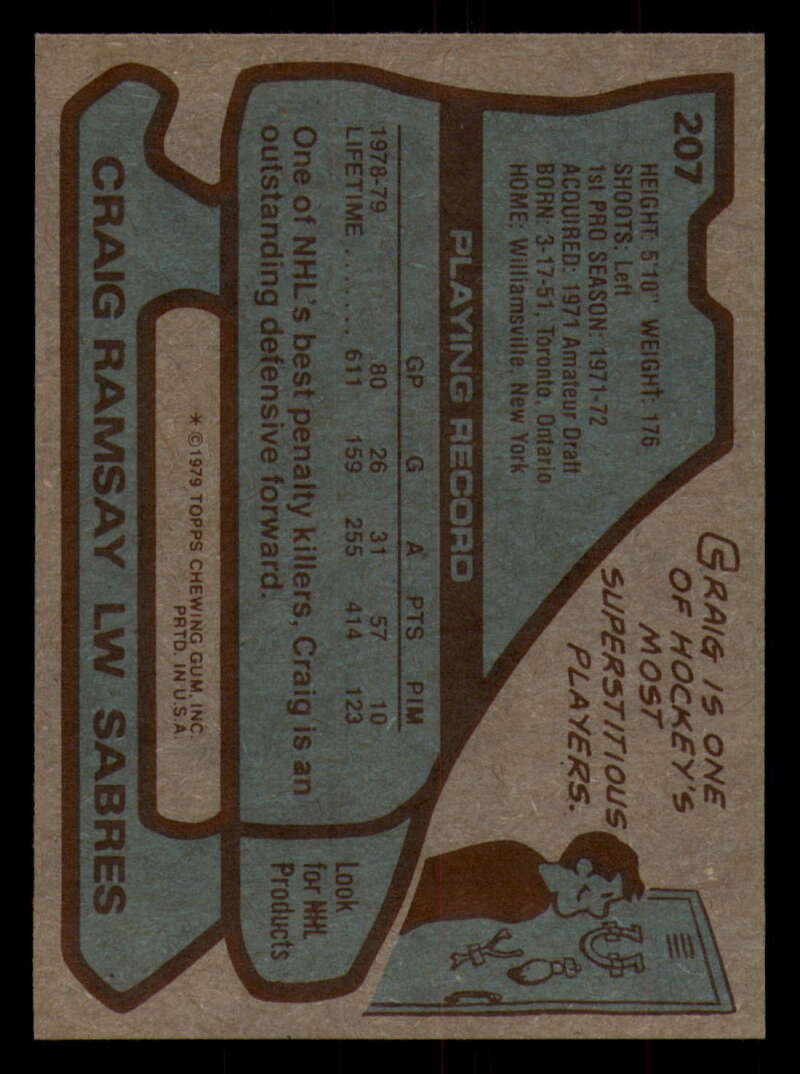 207
HEIGHT: 5'10" WEIGHT: 176
SHOOTS: Left
1st PRO SEASON: 1971-72
ACQUIRED: 1971 Amateur Draft
BORN: 3-17-51, Toronto, Ontario
HOME: Williamsville, New York
CRAIG IS ONE
OF HOCKEY'S
MOST
SUPERSTITIOUS
PLAYERS.
PLAYING RECORD
GP G A PTS PIM
1978-79 80 26 31 57 10
LIFETIME ....... 611 159 255 414 123
One of NHL's best penalty killers, Craig is an
outstanding defensive forward.
Look
for NHL
Products
* ©1979 TOPPS CHEWING GUM, INC.
PRTD. IN U.S.A.
CRAIG RAMSAY LW SABRES